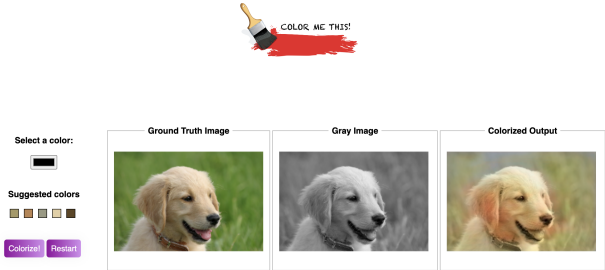 COLOR ME THIS!
Select a color:
Suggested colors
Colorize! Restart
Ground Truth Image
Gray Image
Colorized Output